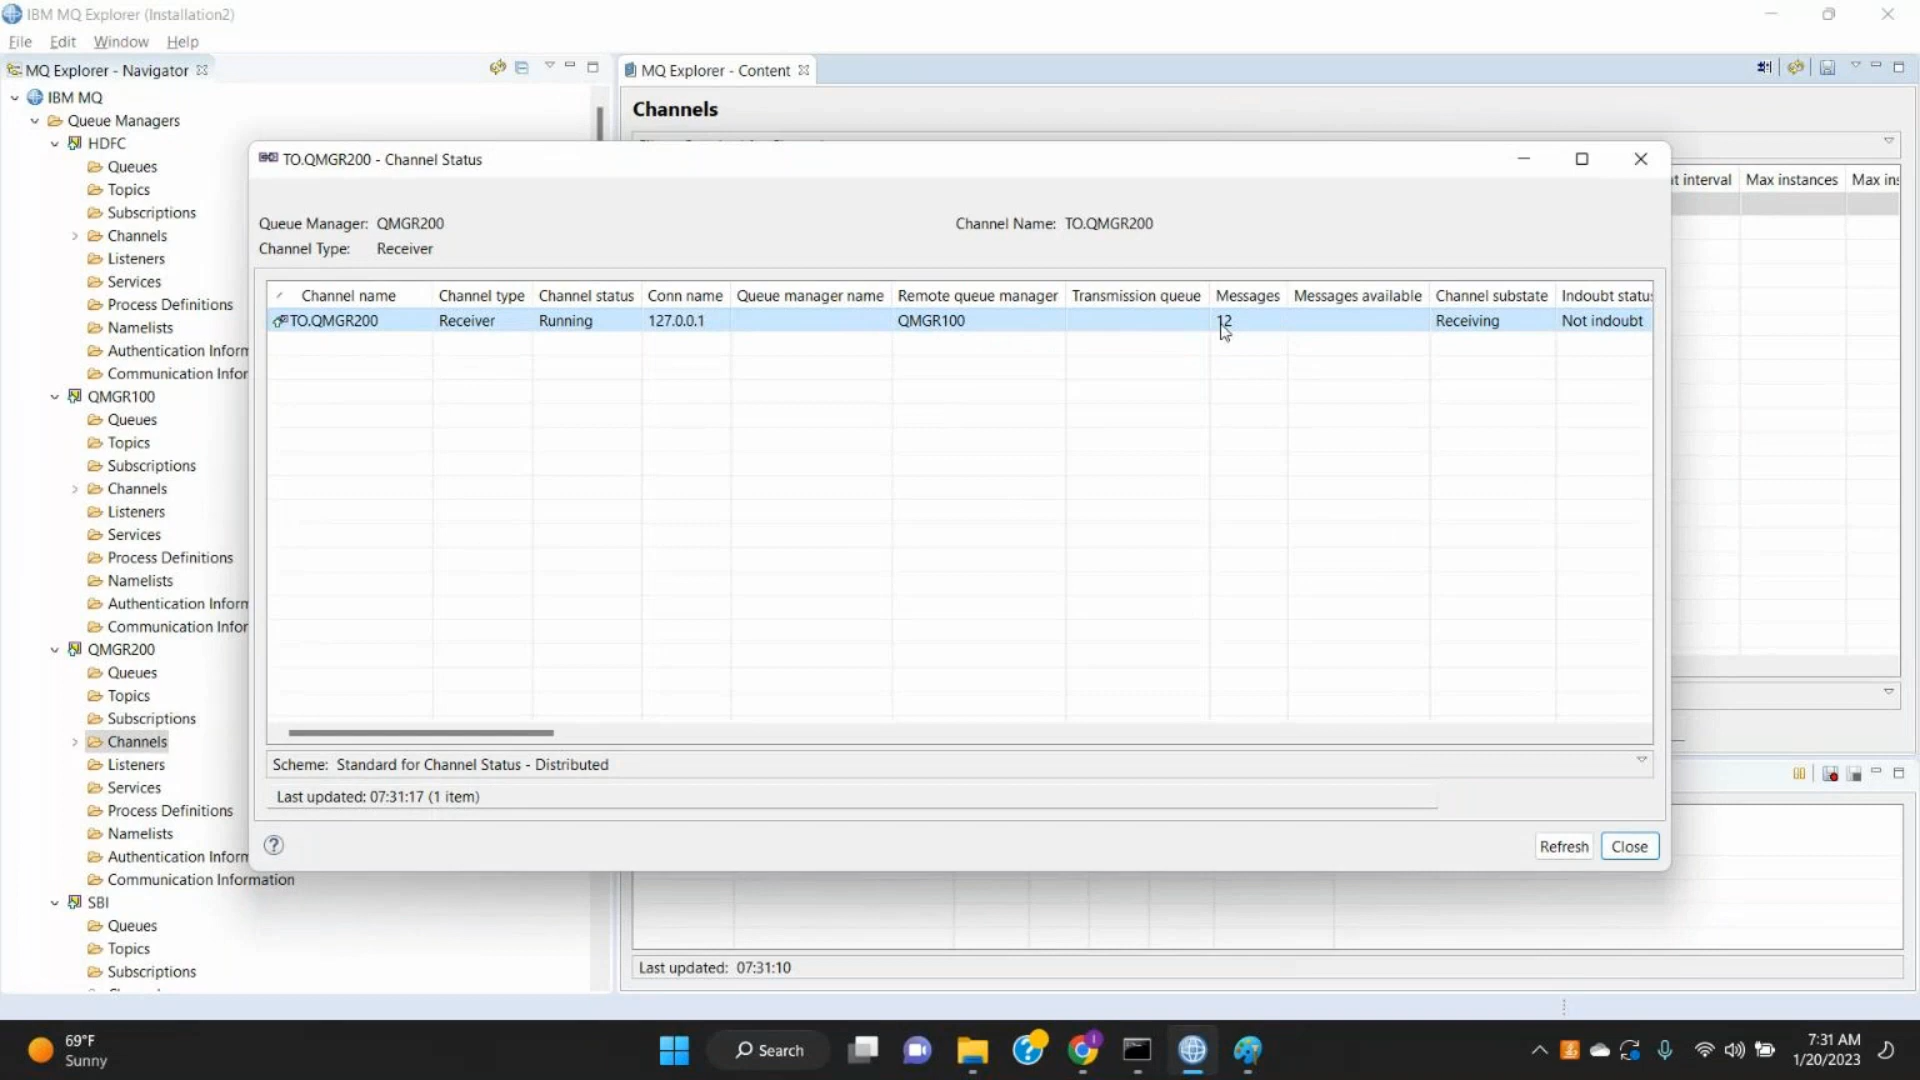 IBM MQ Explorer (Installation2)
File Edit Window Help
MQ Explorer - Navigator
IBM MQ
Queue Managers
HDFC
Queues
Topics
Subscriptions
Channels
Listeners
Services
Process Definitions
Namelists
Authentication Inform
Communication Infor
QMGR100
Queues
Topics
Subscriptions
Channels
Listeners
Services
Process Definitions
Namelists
Authentication Inform
Communication Infor
QMGR200
Queues
Topics
Subscriptions
Channels
Listeners
Services
Process Definitions
Namelists
Authentication Inform
Communication Information
SBI
Queues
Topics
Subscriptions
MQ Explorer - Content
Channels
t interval Max instances Max ins
TO.QMGR200 - Channel Status
Queue Manager: QMGR200 Channel Name: TO.QMGR200
Channel Type: Receiver
Channel name Channel type Channel status Conn name Queue manager name Remote queue manager Transmission queue Messages Messages available Channel substate Indoubt status
TO.QMGR200 Receiver Running 127.0.0.1 QMGR100 12 Receiving Not indoubt
Scheme: Standard for Channel Status - Distributed
Last updated: 07:31:17 (1 item)
Refresh Close
Last updated: 07:31:10
69°F
Sunny
Search
7:31 AM
1/20/2023